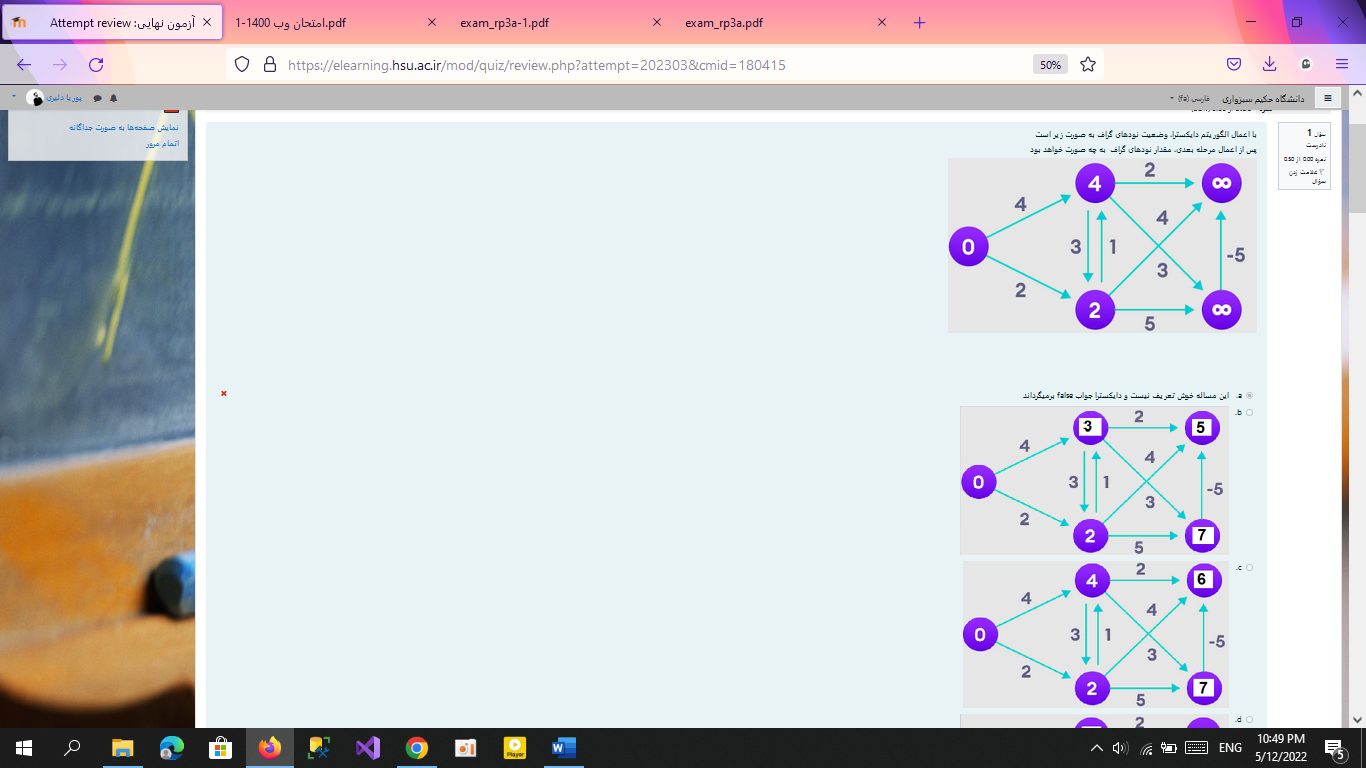 آزمون نهایی: Attempt review
امتحان وب 1400-1.pdf
exam_rp3a-1.pdf
exam_rp3a.pdf
https://elearning.hsu.ac.ir/mod/quiz/review.php?attempt=202303&cmid=180415
50%
دانشگاه حکیم سبزواری
فارسی ‎(fa)‎
پوریا دلیری
نمایش صفحه‌ها به صورت جداگانه
اتمام مرور
سؤال 1
نادرست
نمره 0.00 از 0.50
علامت زدن سؤال
با اعمال الگوریتم دایکسترا، وضعیت نودهای گراف به صورت زیر است
پس از اعمال مرحله بعدی، مقدار نودهای گراف به چه صورت خواهد بود
0 4 2 ∞ ∞
4 2 3 1 2 4 3 5 -5
a. این مساله خوش تعریف نیست و دایکسترا جواب false برمیگرداند
b.
0 3 2 5 7
4 2 3 1 2 4 3 5 -5
c.
0 4 2 6 7
4 2 3 1 2 4 3 5 -5
d.
2
Player
W
ENG
10:49 PM
5/12/2022
5